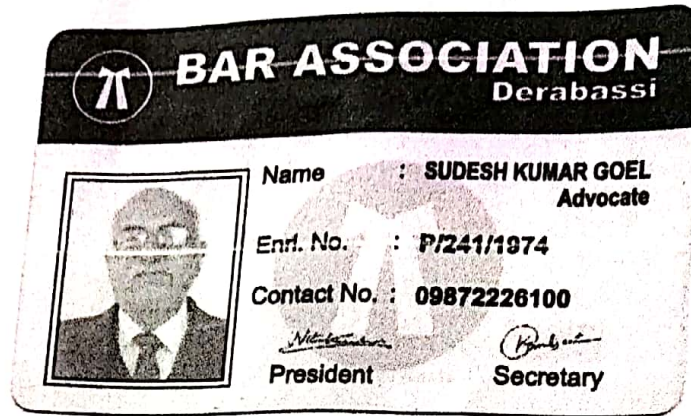 BAR ASSOCIATION
Derabassi
Name : SUDESH KUMAR GOEL
Advocate
Enrl. No. : P/241/1974
Contact No. : 09872226100
President Secretary